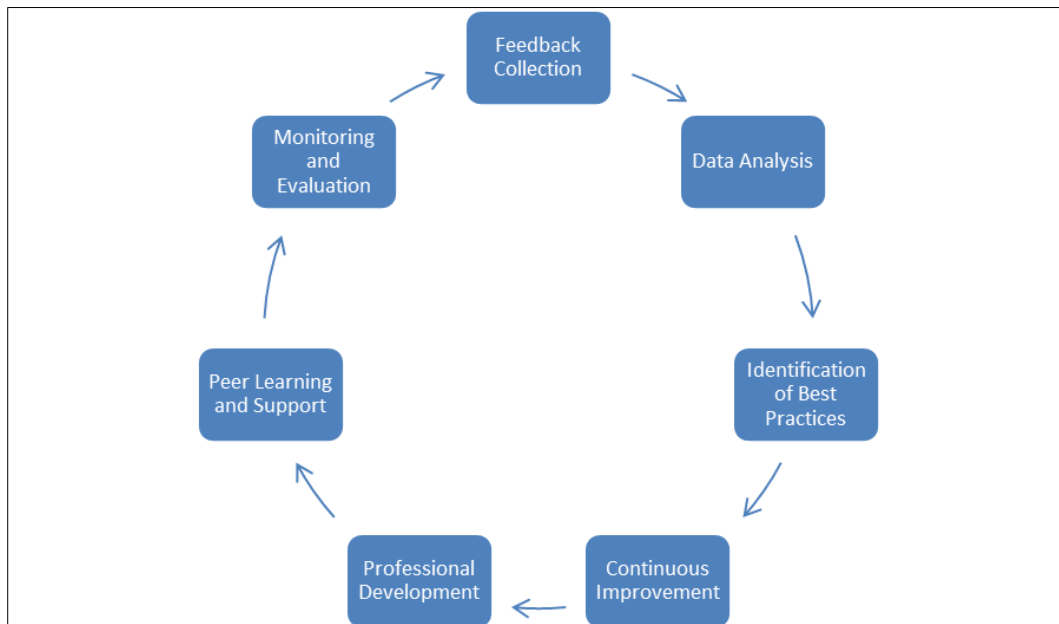 Feedback
Collection
Data Analysis
Identification
of Best
Practices
Continuous
Improvement
Professional
Development
Peer Learning
and Support
Monitoring
and
Evaluation